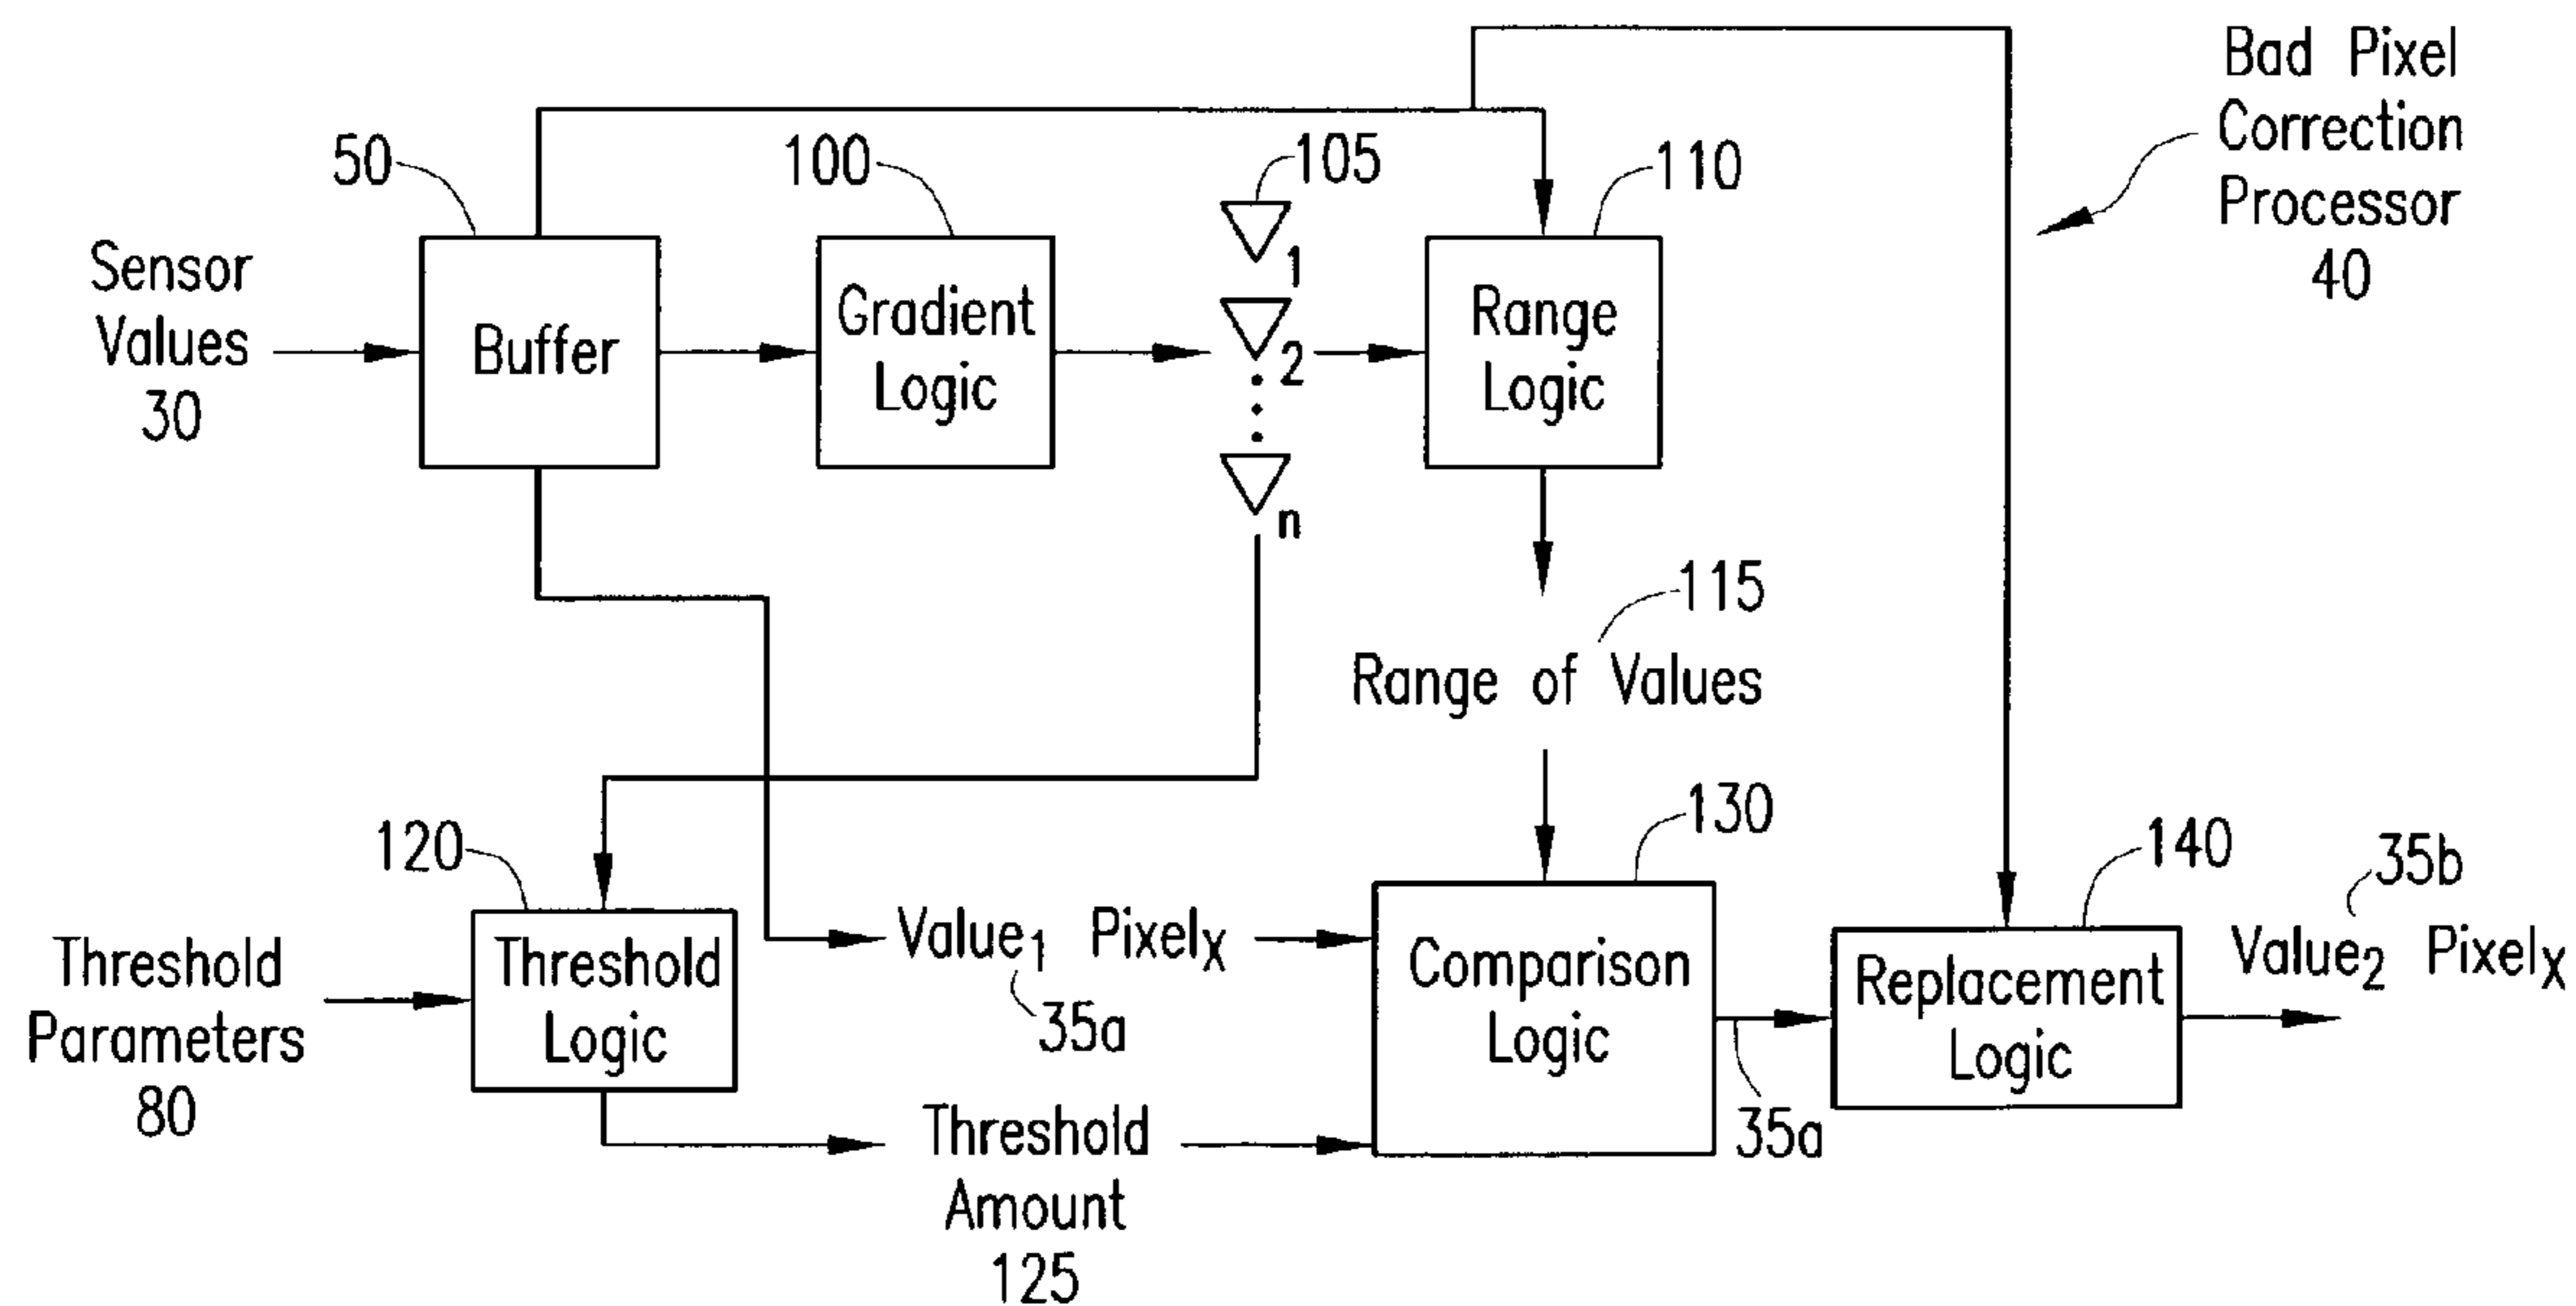 Bad Pixel
Correction
Processor
40
50
100
105
110
Sensor
Values
30
Buffer
Gradient
Logic
1
2
n
Range
Logic
115
Range of Values
120
130
140
35b
Threshold
Parameters
80
Threshold
Logic
Value1 PixelX
35a
Comparison
Logic
35a
Replacement
Logic
Value2 PixelX
Threshold
Amount
125